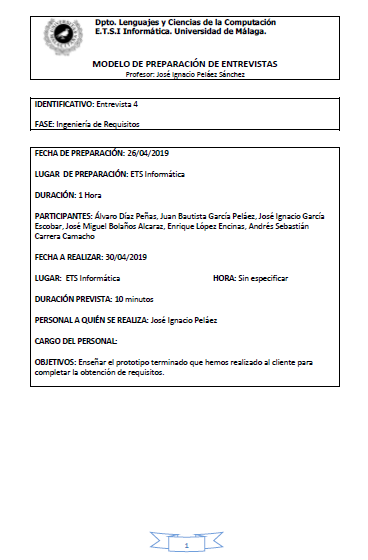 Dpto. Lenguajes y Ciencias de la Computación
E.T.S.I Informática. Universidad de Málaga.
MODELO DE PREPARACIÓN DE ENTREVISTAS
Profesor: José Ignacio Peláez Sánchez
IDENTIFICATIVO: Entrevista 4
FASE: Ingeniería de Requisitos
FECHA DE PREPARACIÓN: 26/04/2019
LUGAR DE PREPARACIÓN: ETS Informática
DURACIÓN: 1 Hora
PARTICIPANTES: Álvaro Díaz Peñas, Juan Bautista García Peláez, José Ignacio García
Escobar, José Miguel Bolaños Alcaraz, Enrique López Encinas, Andrés Sebastián
Carrera Camacho
FECHA A REALIZAR: 30/04/2019
LUGAR: ETS Informática HORA: Sin especificar
DURACIÓN PREVISTA: 10 minutos
PERSONAL A QUIÉN SE REALIZA: José Ignacio Peláez
CARGO DEL PERSONAL:
OBJETIVOS: Enseñar el prototipo terminado que hemos realizado al cliente para
completar la obtención de requisitos.
1